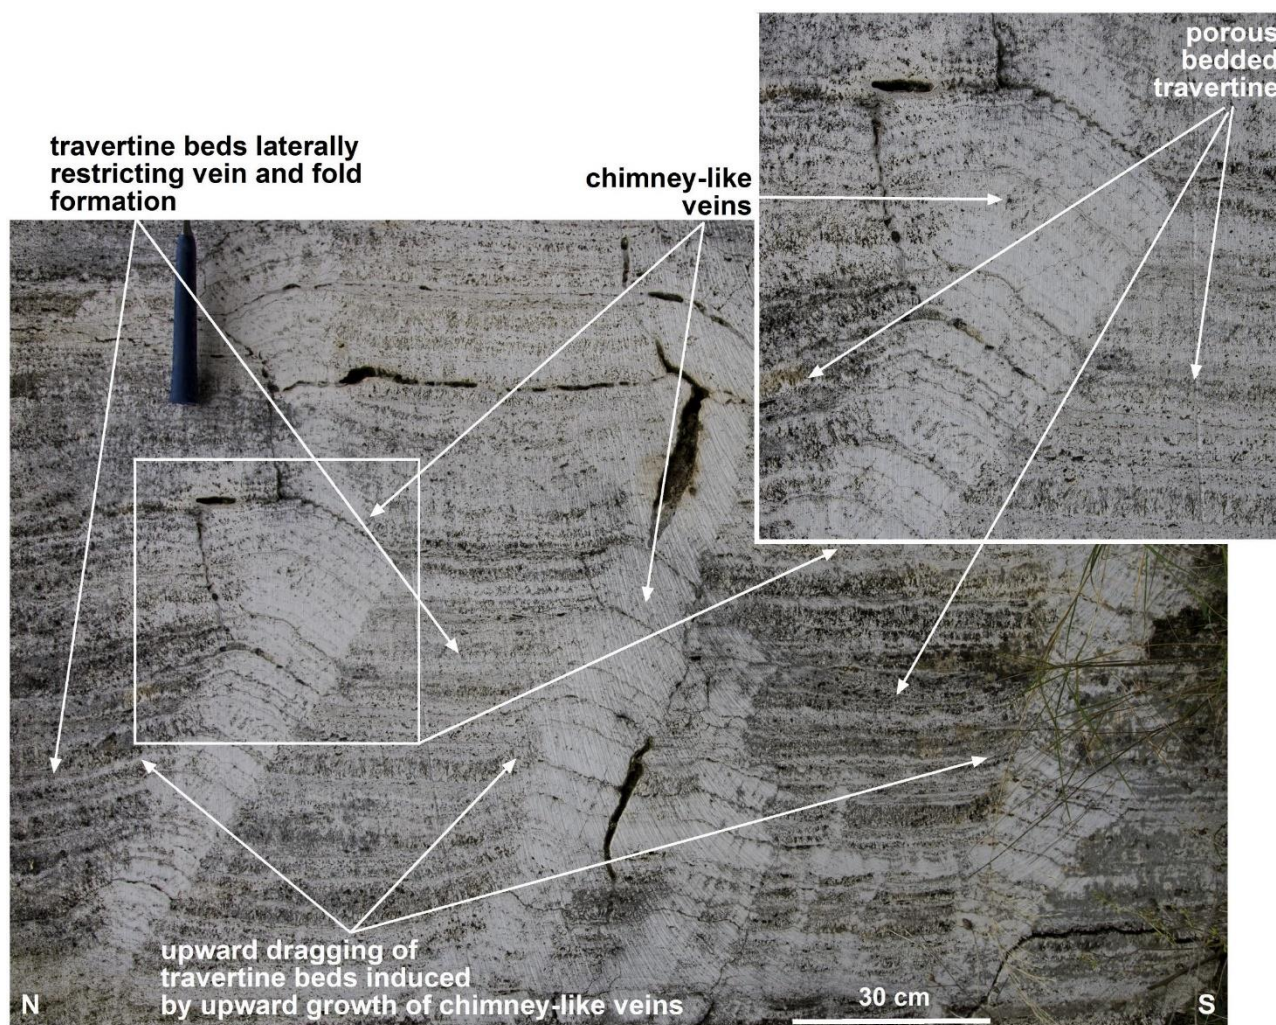 porous
bedded
travertine
travertine beds laterally
restricting vein and fold
formation
chimney-like
veins
upward dragging of
travertine beds induced
by upward growth of chimney-like veins
30 cm
N
S